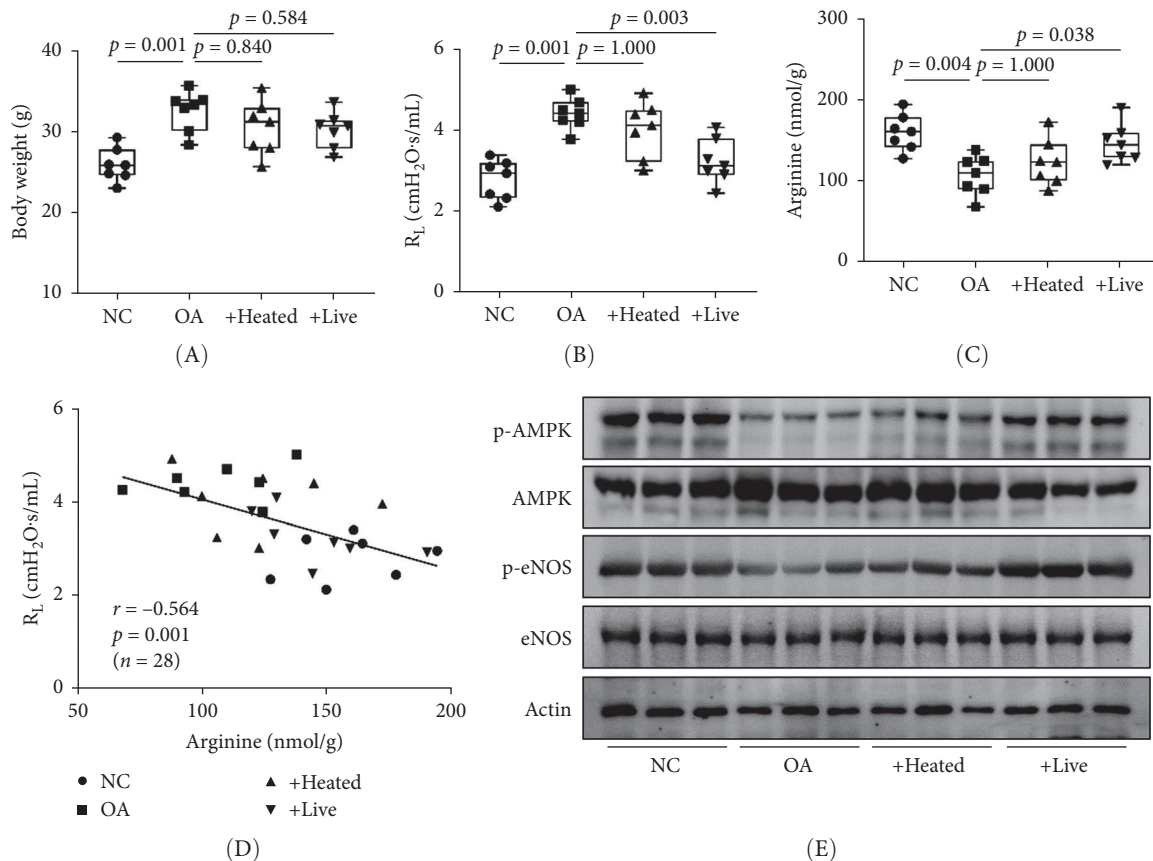 p = 0.584
p = 0.001 p = 0.840
40
30
20
10
Body weight (g)
NC OA +Heated +Live
(A)
p = 0.003
p = 0.001 p = 1.000
6
4
2
0
R_L (cmH₂O·s/mL)
NC OA +Heated +Live
(B)
p = 0.038
p = 0.004 p = 1.000
300
200
100
0
Arginine (nmol/g)
NC OA +Heated +Live
(C)
6
4
2
0
R_L (cmH₂O·s/mL)
r = –0.564
p = 0.001
(n = 28)
50 100 150 200
Arginine (nmol/g)
NC +Heated
OA +Live
(D)
p-AMPK
AMPK
p-eNOS
eNOS
Actin
NC OA +Heated +Live
(E)